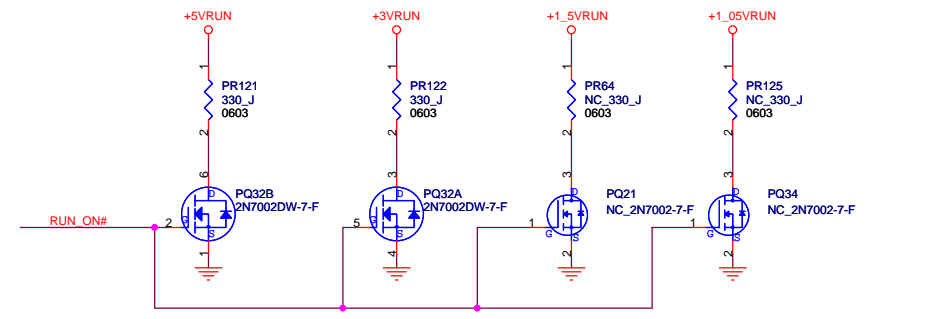 +5VRUN +3VRUN +1_5VRUN +1_05VRUN
1 1 1 1
PR121 PR122 PR64 PR125
330_J 330_J NC_330_J NC_330_J
0603 0603 0603 0603
2 2 2 2
6 3 3 3
D D D D
PQ32B PQ32A PQ21 PQ34
2N7002DW-7-F 2N7002DW-7-F NC_2N7002-7-F NC_2N7002-7-F
RUN_ON# 2 G 5 G 1 G 1 G
S S S S
1 4 2 2